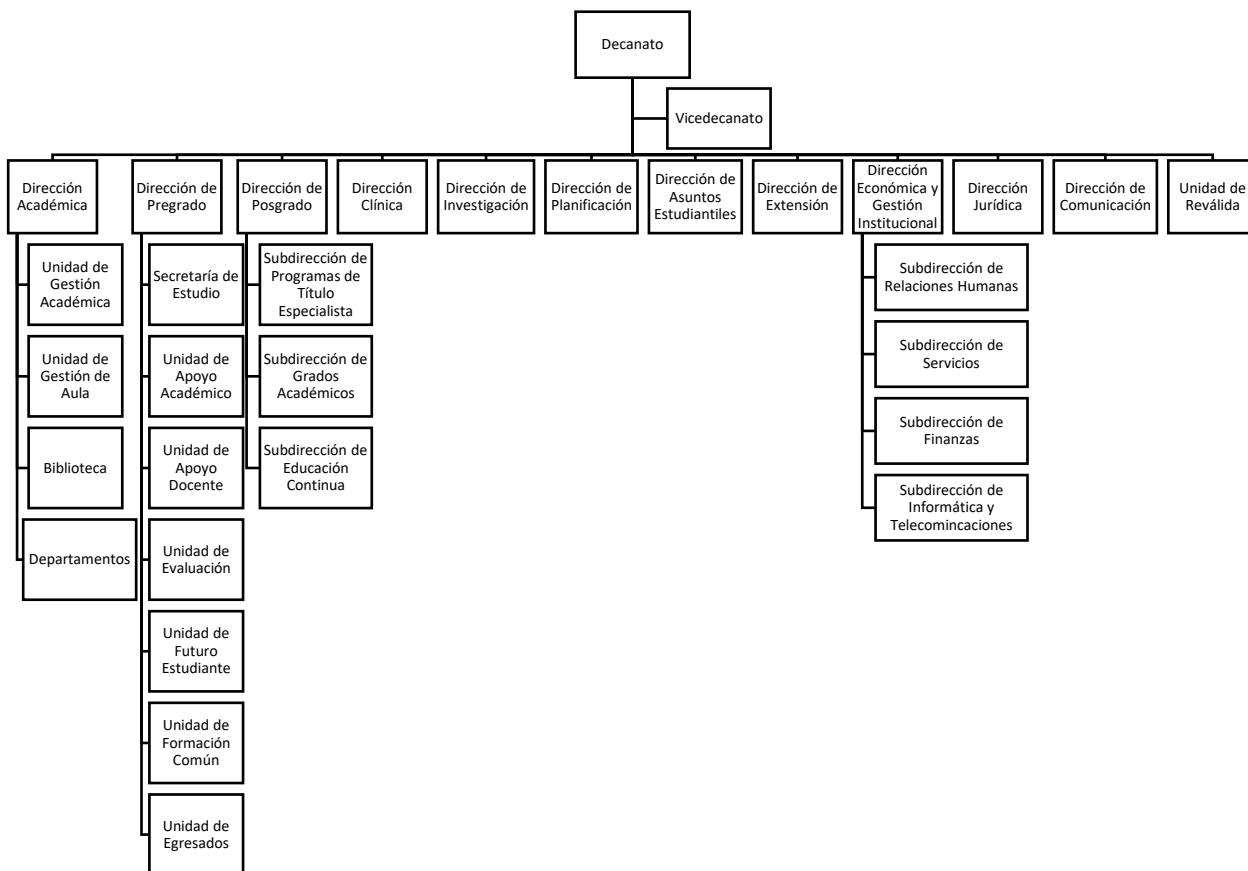 Decanato
Vicedecanato
Dirección
Académica
Dirección de
Pregrado
Dirección de
Posgrado
Dirección
Clínica
Dirección de
Investigación
Dirección de
Planificación
Dirección de
Asuntos
Estudiantiles
Dirección de
Extensión
Dirección
Económica y
Gestión
Institucional
Dirección
Jurídica
Dirección de
Comunicación
Unidad de
Reválida
Unidad de
Gestión
Académica
Unidad de
Gestión de
Aula
Biblioteca
Departamentos
Secretaría de
Estudio
Unidad de
Apoyo
Académico
Unidad de
Apoyo
Docente
Unidad de
Evaluación
Unidad de
Futuro
Estudiante
Unidad de
Formación
Común
Unidad de
Egresados
Subdirección de
Programas de
Título
Especialista
Subdirección de
Grados
Académicos
Subdirección de
Educación
Continua
Subdirección de
Relaciones Humanas
Subdirección de
Servicios
Subdirección de
Finanzas
Subdirección de
Informática y
Telecomincaciones